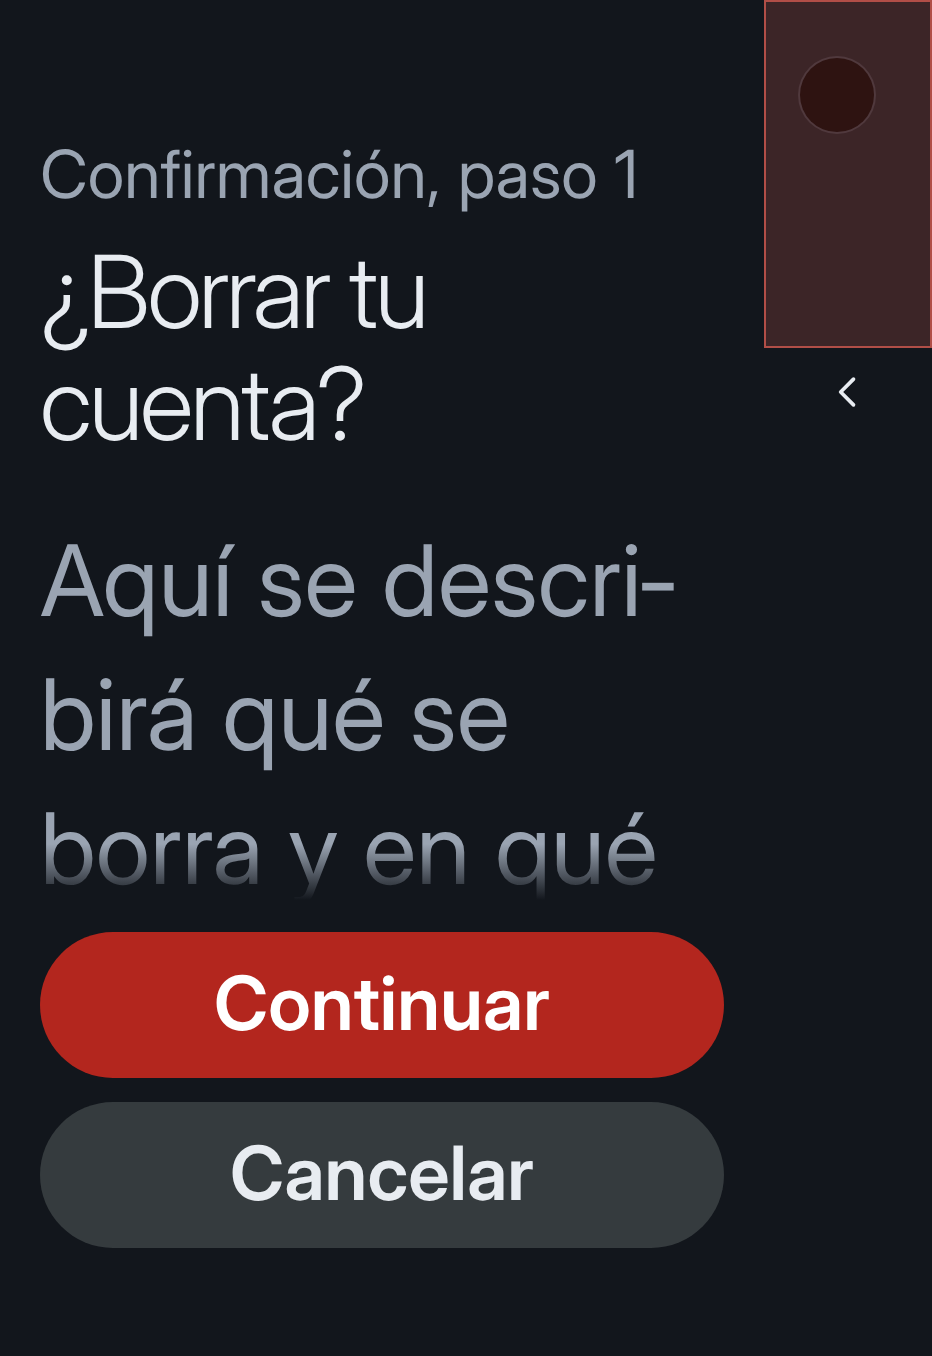 Confirmación, paso 1
¿Borrar tu
cuenta?
Aquí se descri-
birá qué se
borra y en qué
Continuar
Cancelar